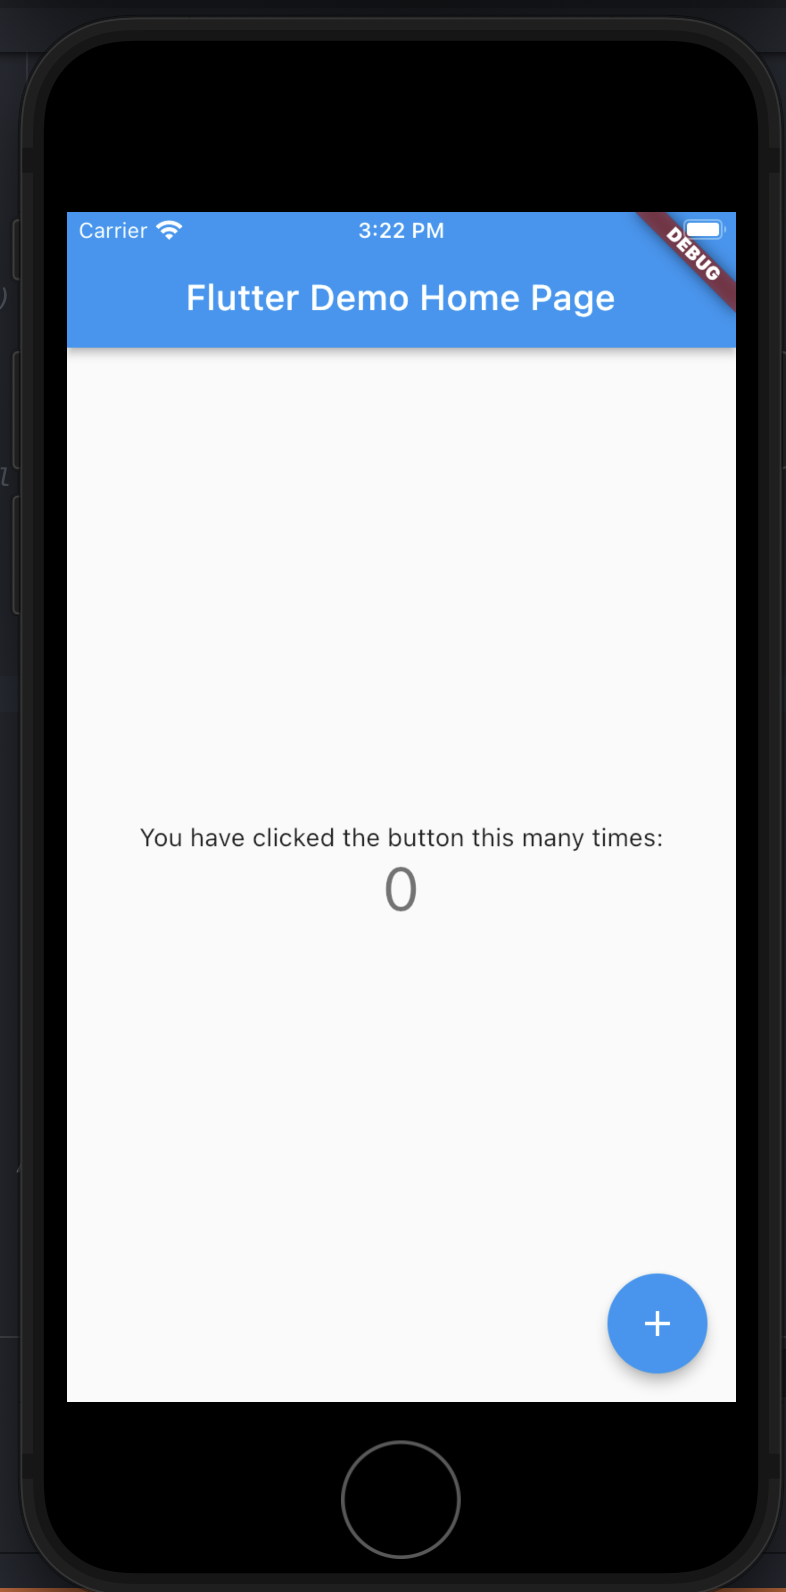 Carrier 3:22 PM
DEBUG
Flutter Demo Home Page
You have clicked the button this many times:
0
+